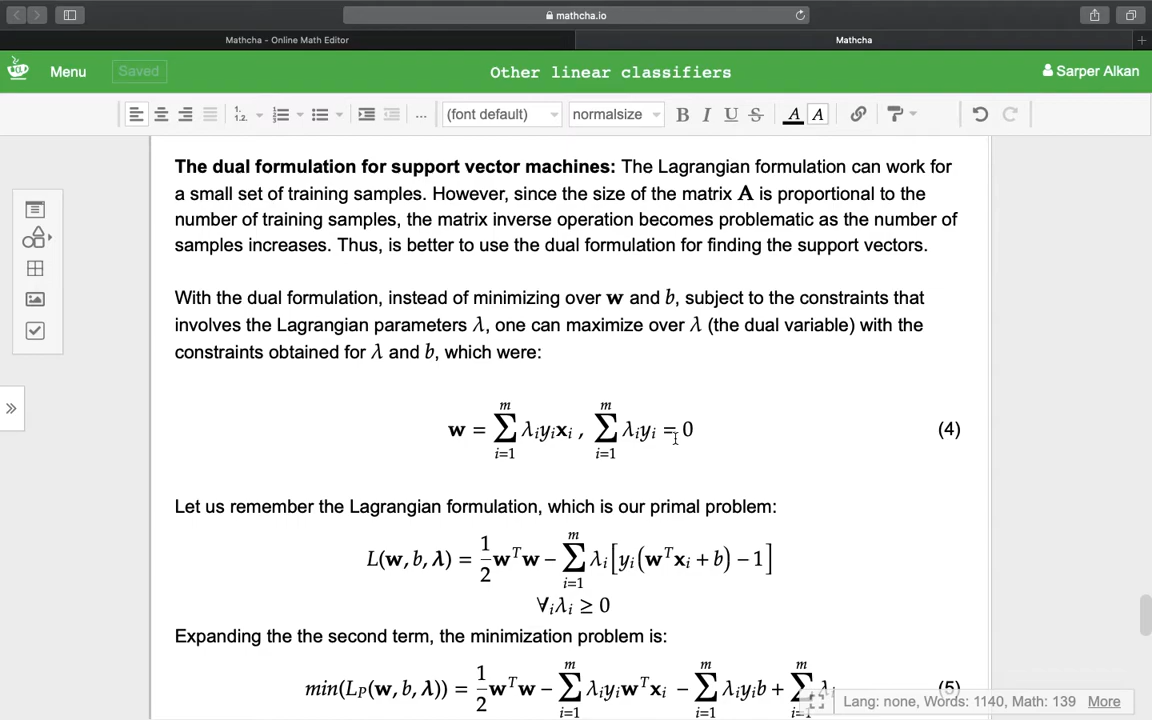 mathcha.io
Mathcha - Online Math Editor
Mathcha
Menu
Saved
Other linear classifiers
Sarper Alkan
(font default)
normalsize
B I U S A A
The dual formulation for support vector machines: The Lagrangian formulation can work for
a small set of training samples. However, since the size of the matrix A is proportional to the
number of training samples, the matrix inverse operation becomes problematic as the number of
samples increases. Thus, is better to use the dual formulation for finding the support vectors.
With the dual formulation, instead of minimizing over w and b, subject to the constraints that
involves the Lagrangian parameters λ, one can maximize over λ (the dual variable) with the
constraints obtained for λ and b, which were:
w = ∑_{i=1}^{m} λ_i y_i x_i , ∑_{i=1}^{m} λ_i y_i = 0 (4)
Let us remember the Lagrangian formulation, which is our primal problem:
L(w, b, λ) = 1/2 w^T w − ∑_{i=1}^{m} λ_i [y_i (w^T x_i + b) − 1]
∀_i λ_i ≥ 0
Expanding the the second term, the minimization problem is:
min(L_P(w, b, λ)) = 1/2 w^T w − ∑_{i=1}^{m} λ_i y_i w^T x_i − ∑_{i=1}^{m} λ_i y_i b + ∑_{i=1}^{m} λ_i (5)
Lang: none, Words: 1140, Math: 139 More